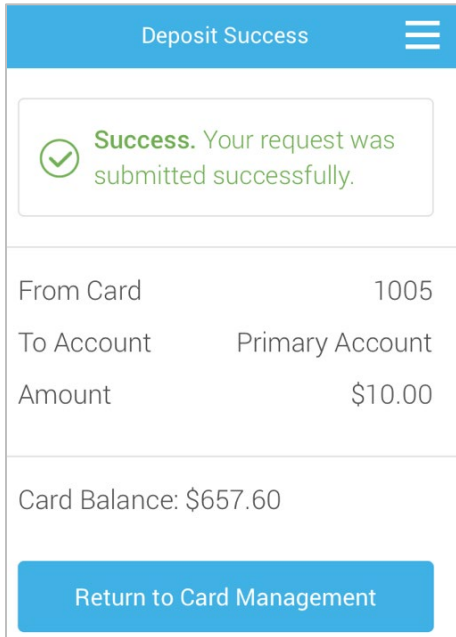 Deposit Success
Success. Your request was
submitted successfully.
From Card 1005
To Account Primary Account
Amount $10.00
Card Balance: $657.60
Return to Card Management